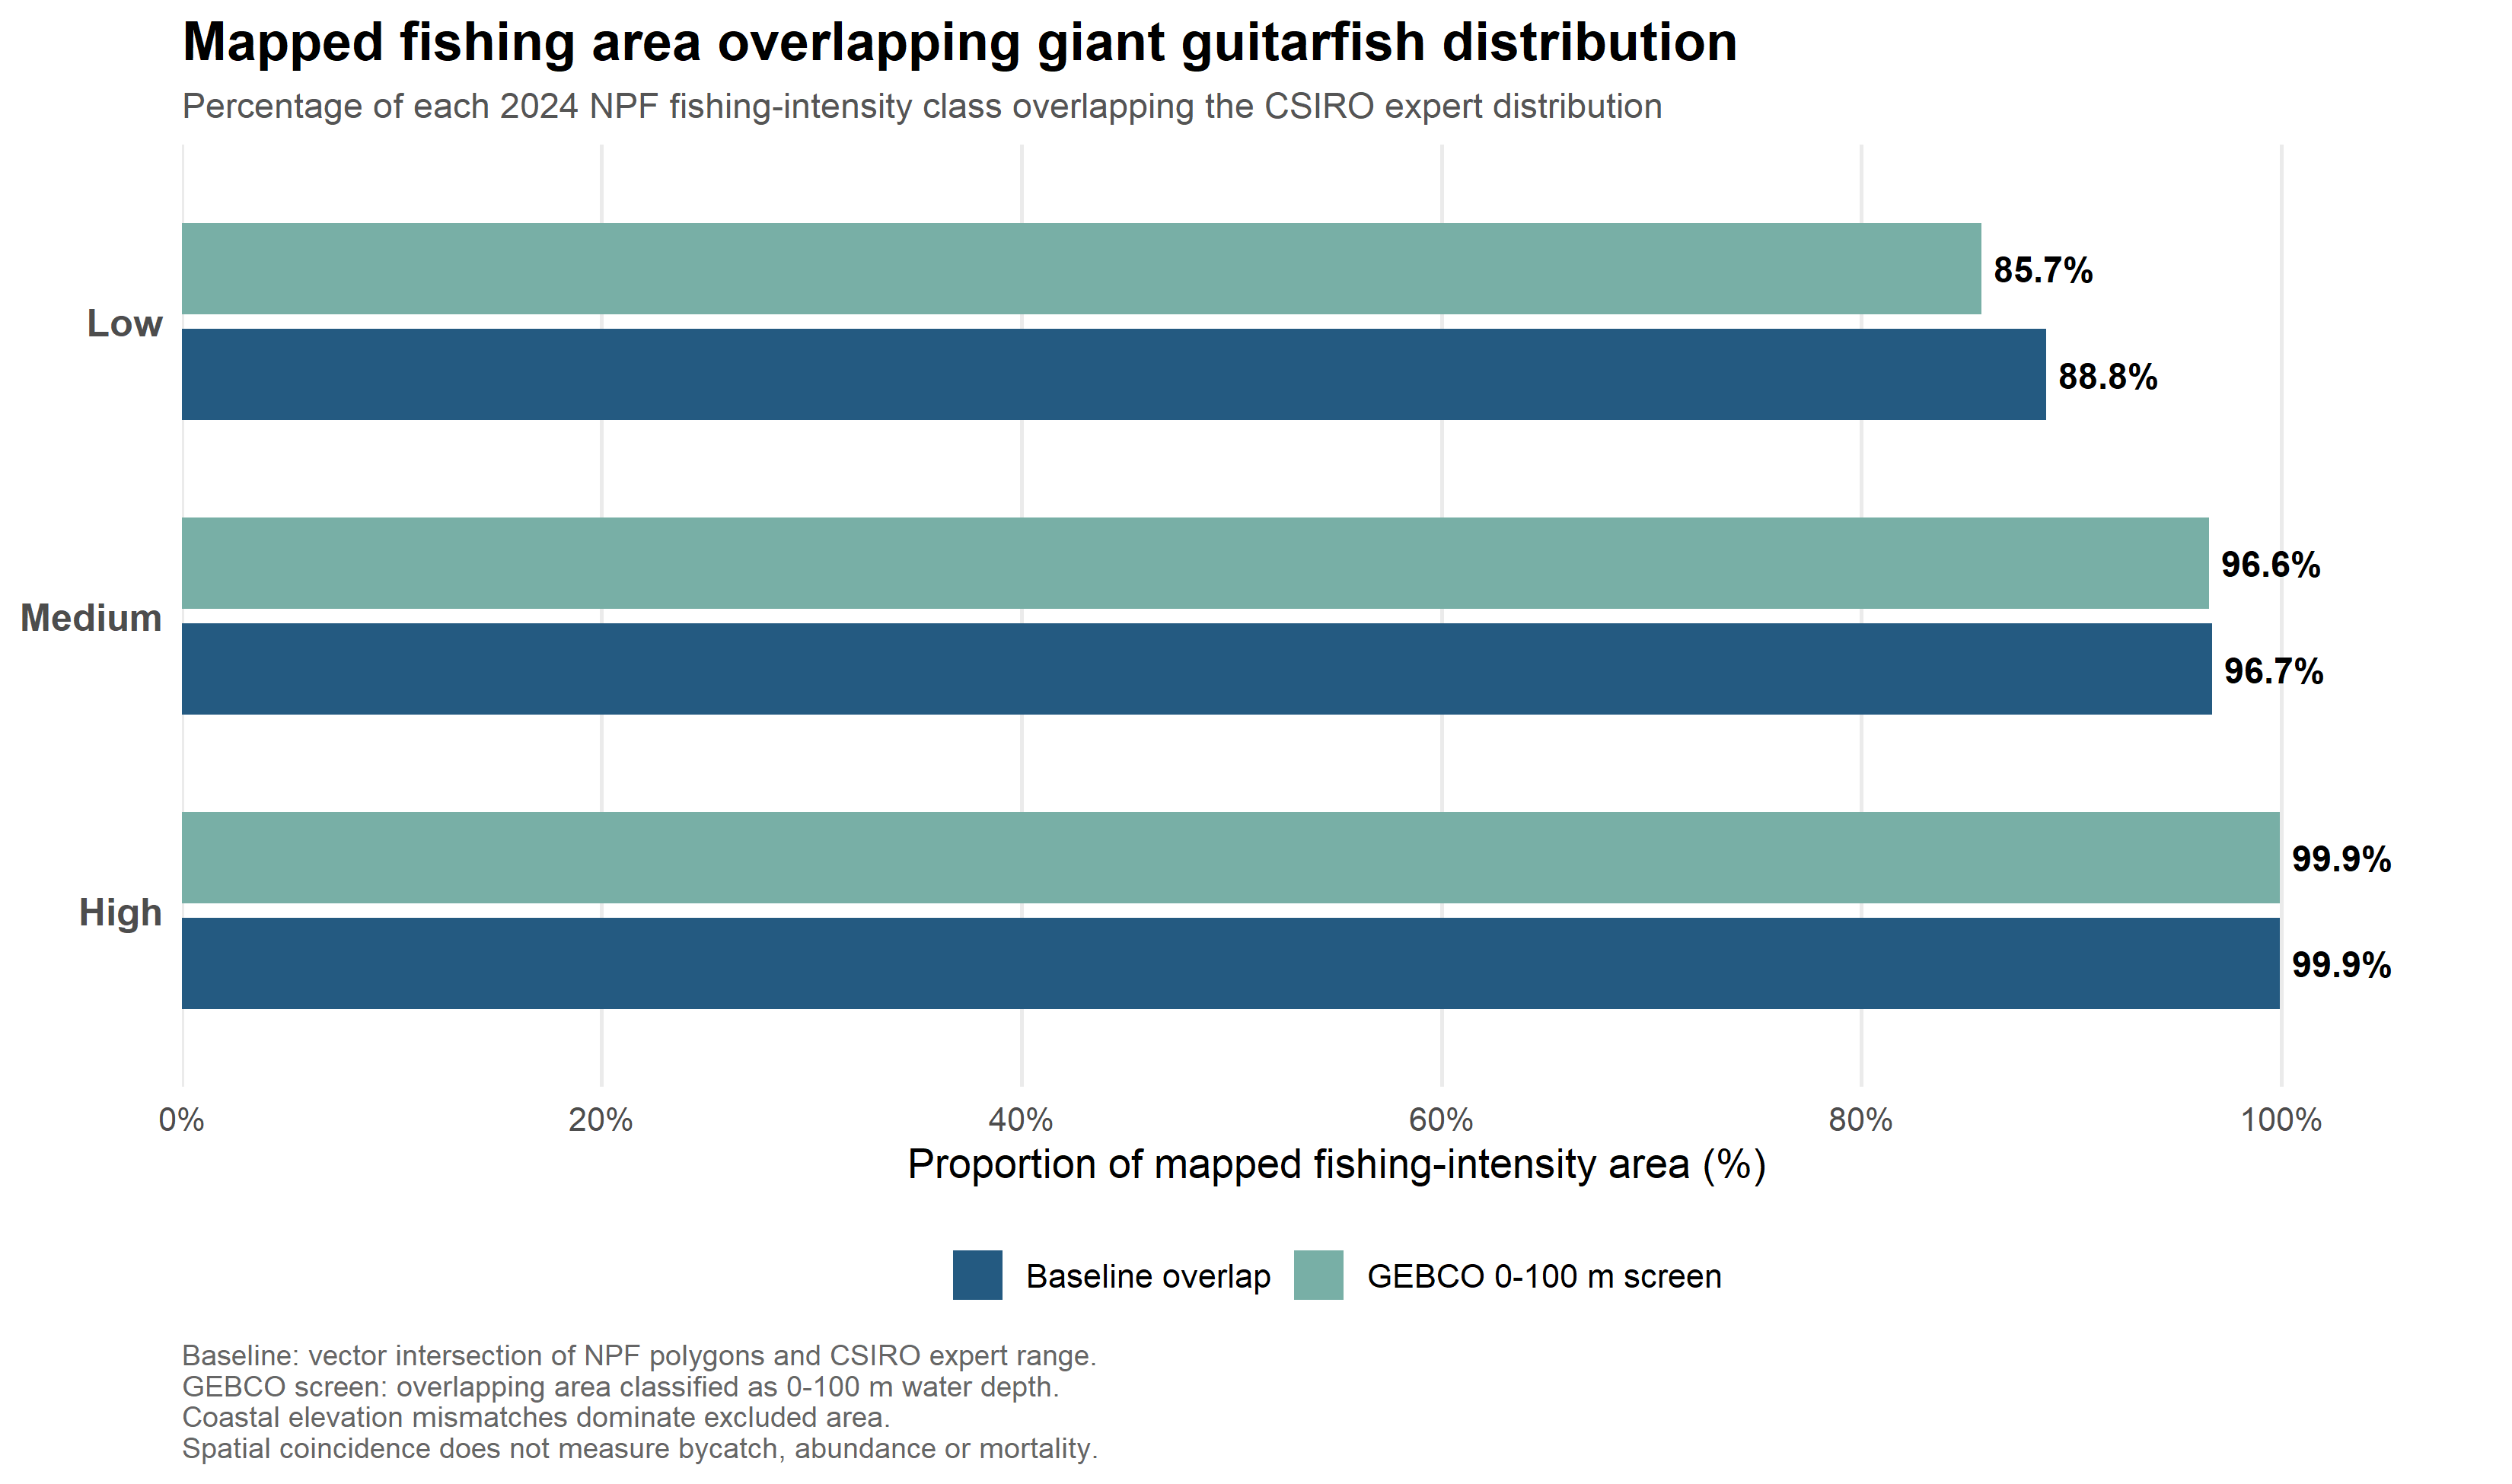 Mapped fishing area overlapping giant guitarfish distribution
Percentage of each 2024 NPF fishing-intensity class overlapping the CSIRO expert distribution
85.7%
Low
88.8%
96.6%
Medium
96.7%
99.9%
High
99.9%
0% 20% 40% 60% 80% 100%
Proportion of mapped fishing-intensity area (%)
Baseline overlap GEBCO 0-100 m screen
Baseline: vector intersection of NPF polygons and CSIRO expert range.
GEBCO screen: overlapping area classified as 0-100 m water depth.
Coastal elevation mismatches dominate excluded area.
Spatial coincidence does not measure bycatch, abundance or mortality.